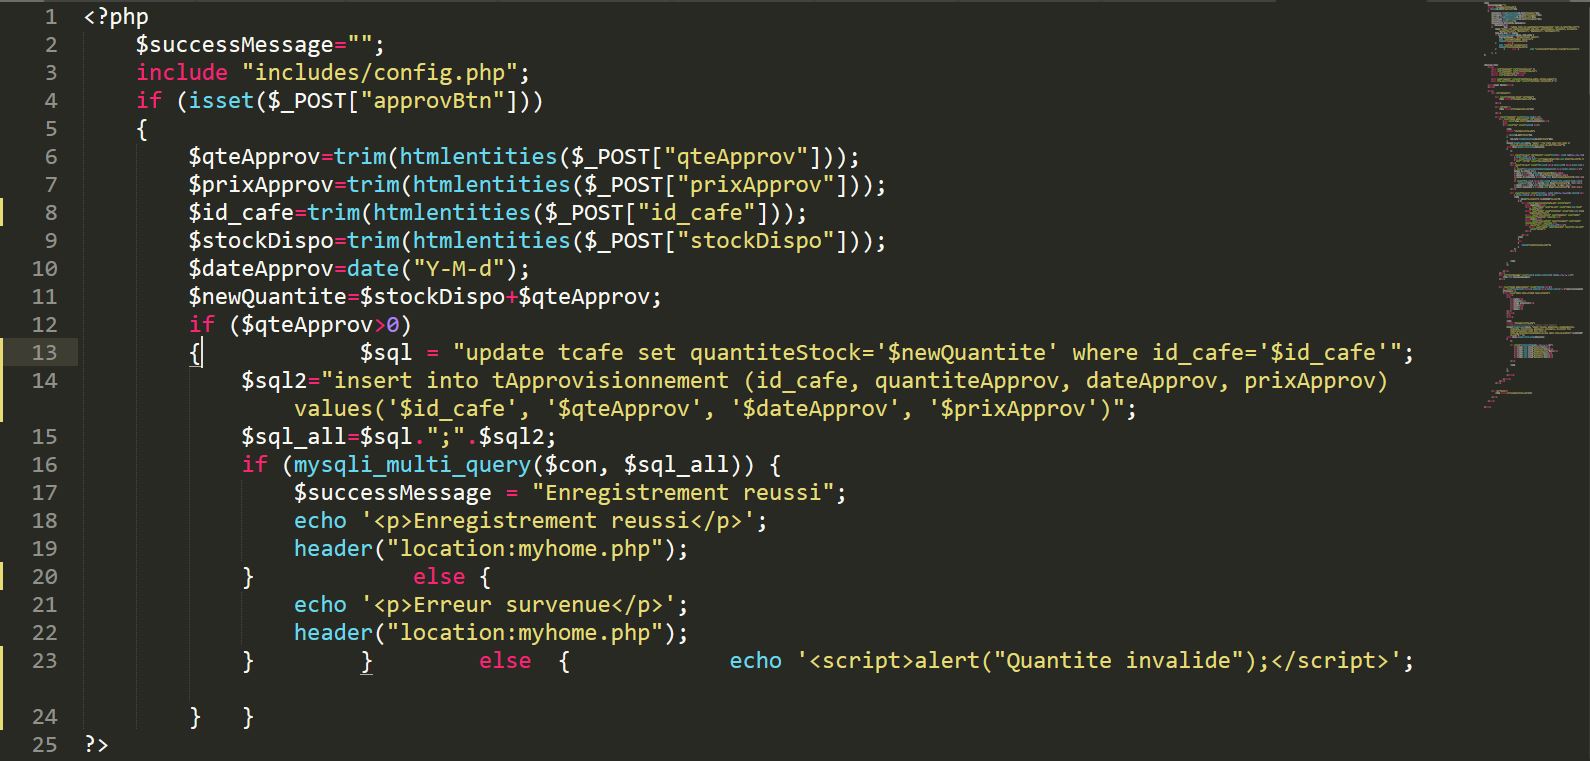 1 <?php
2 $successMessage="";
3 include "includes/config.php";
4 if (isset($_POST["approvBtn"]))
5 {
6 $qteApprov=trim(htmlentities($_POST["qteApprov"]));
7 $prixApprov=trim(htmlentities($_POST["prixApprov"]));
8 $id_cafe=trim(htmlentities($_POST["id_cafe"]));
9 $stockDispo=trim(htmlentities($_POST["stockDispo"]));
10 $dateApprov=date("Y-M-d");
11 $newQuantite=$stockDispo+$qteApprov;
12 if ($qteApprov>0)
13 { $sql = "update tcafe set quantiteStock='$newQuantite' where id_cafe='$id_cafe'";
14 $sql2="insert into tApprovisionnement (id_cafe, quantiteApprov, dateApprov, prixApprov)
values('$id_cafe', '$qteApprov', '$dateApprov', '$prixApprov')";
15 $sql_all=$sql.";".$sql2;
16 if (mysqli_multi_query($con, $sql_all)) {
17 $successMessage = "Enregistrement reussi";
18 echo '<p>Enregistrement reussi</p>';
19 header("location:myhome.php");
20 } else {
21 echo '<p>Erreur survenue</p>';
22 header("location:myhome.php");
23 } } else { echo '<script>alert("Quantite invalide");</script>';
24 } }
25 ?>